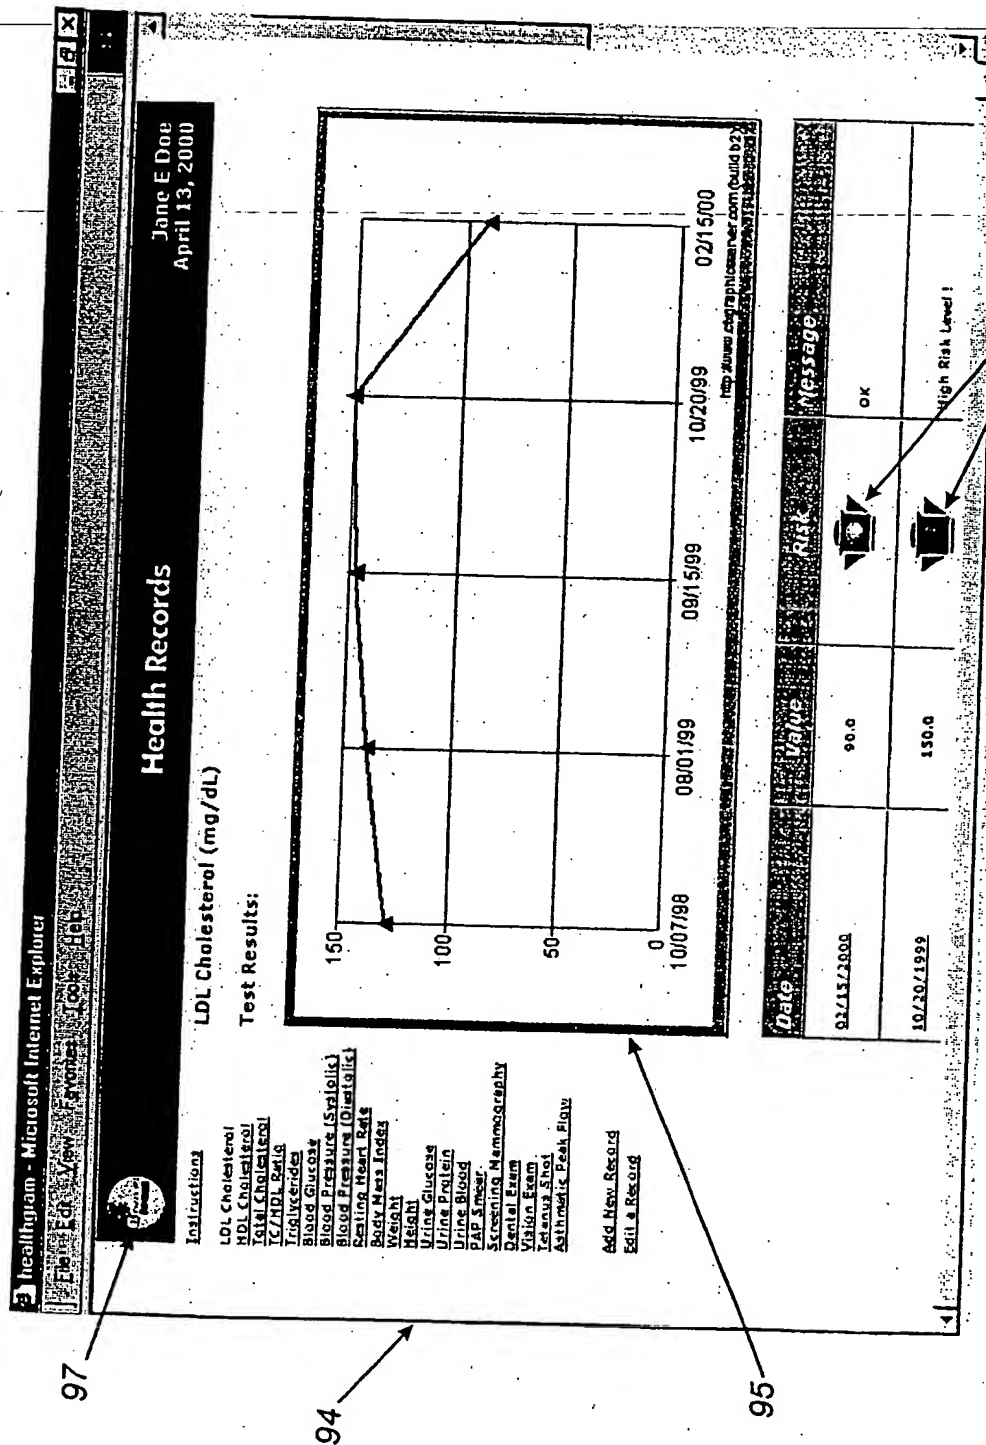 healthgram - Microsoft Internet Explorer
File Edit View Favorites Tools Help
Health Records
Jane E Doe
April 13, 2000
Instructions
LDL Cholesterol
HDL Cholesterol
Total Cholesterol
TC/HDL Ratio
Triglycerides
Blood Glucose
Blood Pressure (Systolic)
Blood Pressure (Diastolic)
Resting Heart Rate
Body Mass Index
Weight
Height
Urine Glucose
Urine Protein
Urine Blood
PAP Smear
Screening Mammography
Dental Exam
Vision Exam
Tetanus Shot
Asthmatic Peak Flow
Add New Record
Edit a Record
LDL Cholesterol (mg/dL)
Test Results:
150
100
50
0
10/07/98 08/01/99 09/15/99 10/20/99 02/15/00
Date Value Risk Message
02/15/2000 90.0 OK
10/20/1999 150.0 High Risk Level !
97
94
95